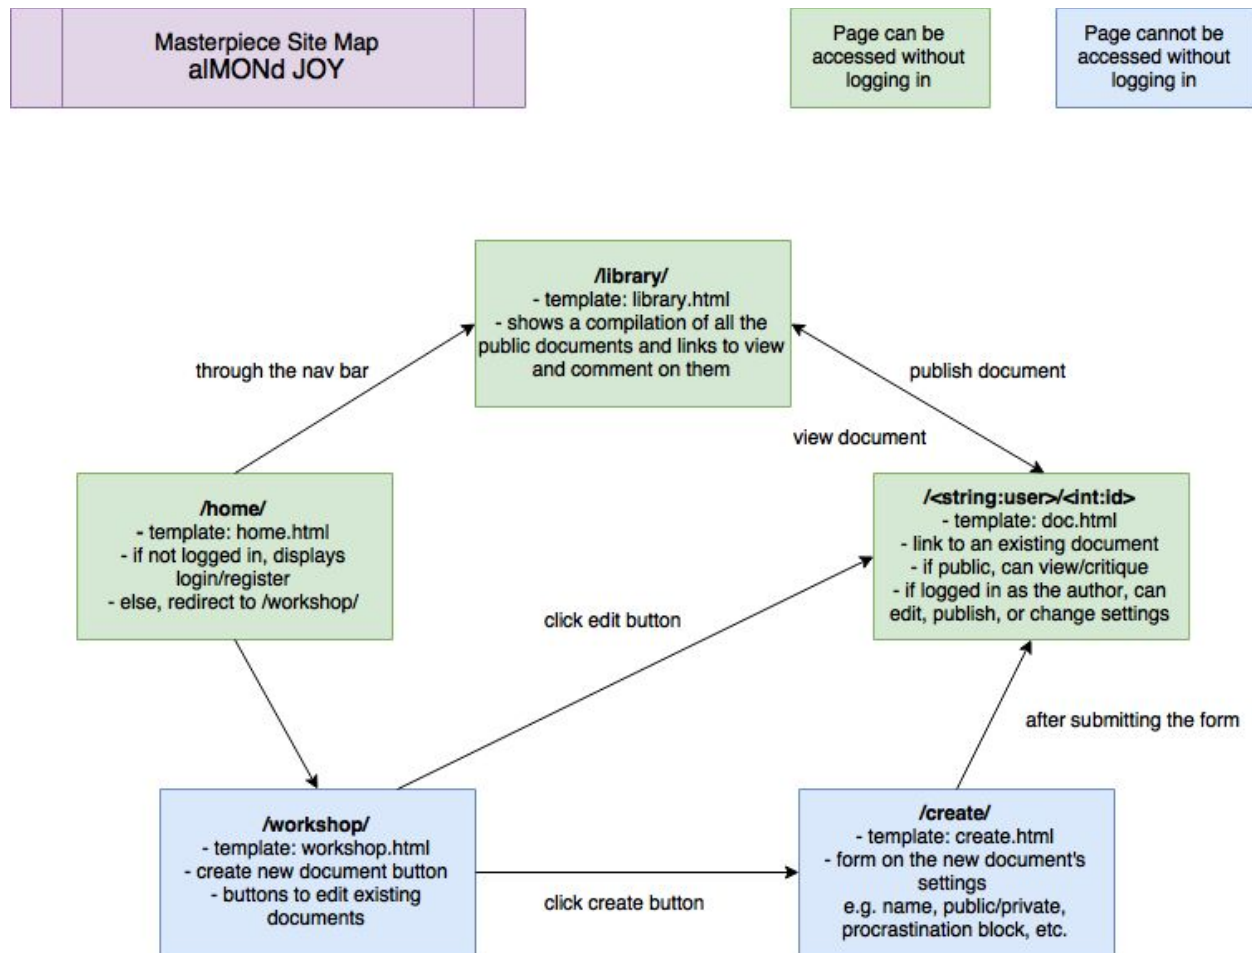 Masterpiece Site Map
alMONd JOY
Page can be
accessed without
logging in
Page cannot be
accessed without
logging in
/library/
- template: library.html
- shows a compilation of all the
public documents and links to view
and comment on them
through the nav bar
publish document
view document
/home/
- template: home.html
- if not logged in, displays
login/register
- else, redirect to /workshop/
/<string:user>/<int:id>
- template: doc.html
- link to an existing document
- if public, can view/critique
- if logged in as the author, can
edit, publish, or change settings
click edit button
after submitting the form
/workshop/
- template: workshop.html
- create new document button
- buttons to edit existing
documents
click create button
/create/
- template: create.html
- form on the new document's
settings
e.g. name, public/private,
procrastination block, etc.